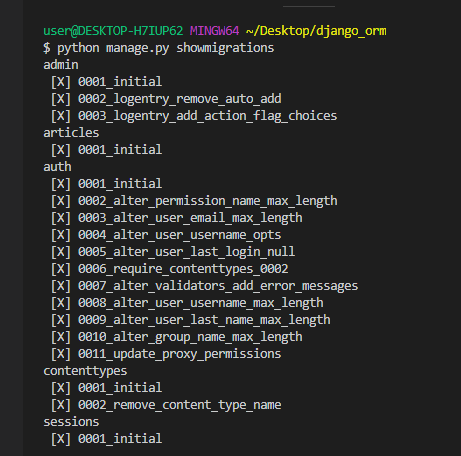 user@DESKTOP-H7IUP62 MINGW64 ~/Desktop/django_orm
$ python manage.py showmigrations
admin
 [X] 0001_initial
 [X] 0002_logentry_remove_auto_add
 [X] 0003_logentry_add_action_flag_choices
articles
 [X] 0001_initial
auth
 [X] 0001_initial
 [X] 0002_alter_permission_name_max_length
 [X] 0003_alter_user_email_max_length
 [X] 0004_alter_user_username_opts
 [X] 0005_alter_user_last_login_null
 [X] 0006_require_contenttypes_0002
 [X] 0007_alter_validators_add_error_messages
 [X] 0008_alter_user_username_max_length
 [X] 0009_alter_user_last_name_max_length
 [X] 0010_alter_group_name_max_length
 [X] 0011_update_proxy_permissions
contenttypes
 [X] 0001_initial
 [X] 0002_remove_content_type_name
sessions
 [X] 0001_initial